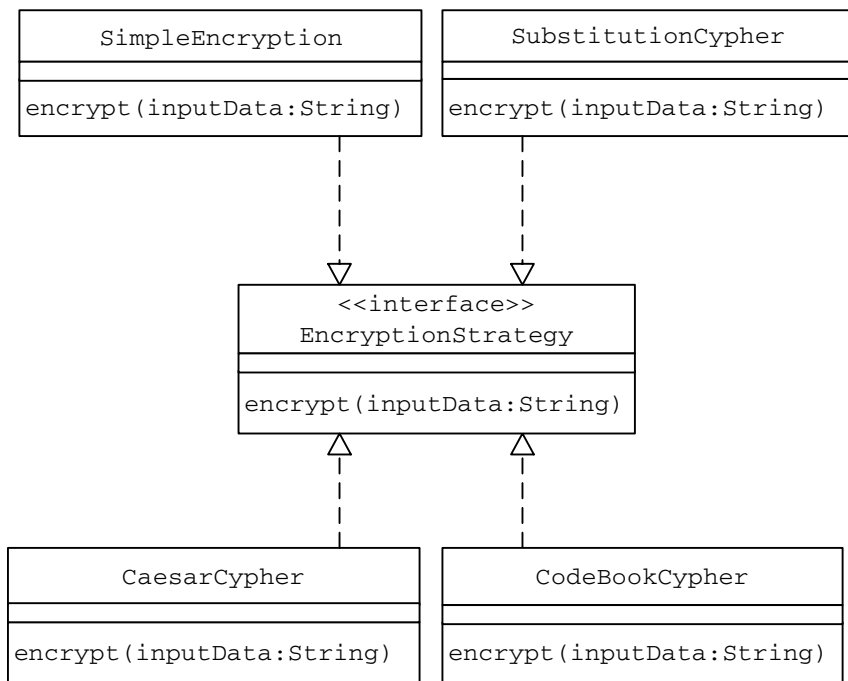 SimpleEncryption
encrypt(inputData:String)
SubstitutionCypher
encrypt(inputData:String)
<<interface>>
EncryptionStrategy
encrypt(inputData:String)
CaesarCypher
encrypt(inputData:String)
CodeBookCypher
encrypt(inputData:String)